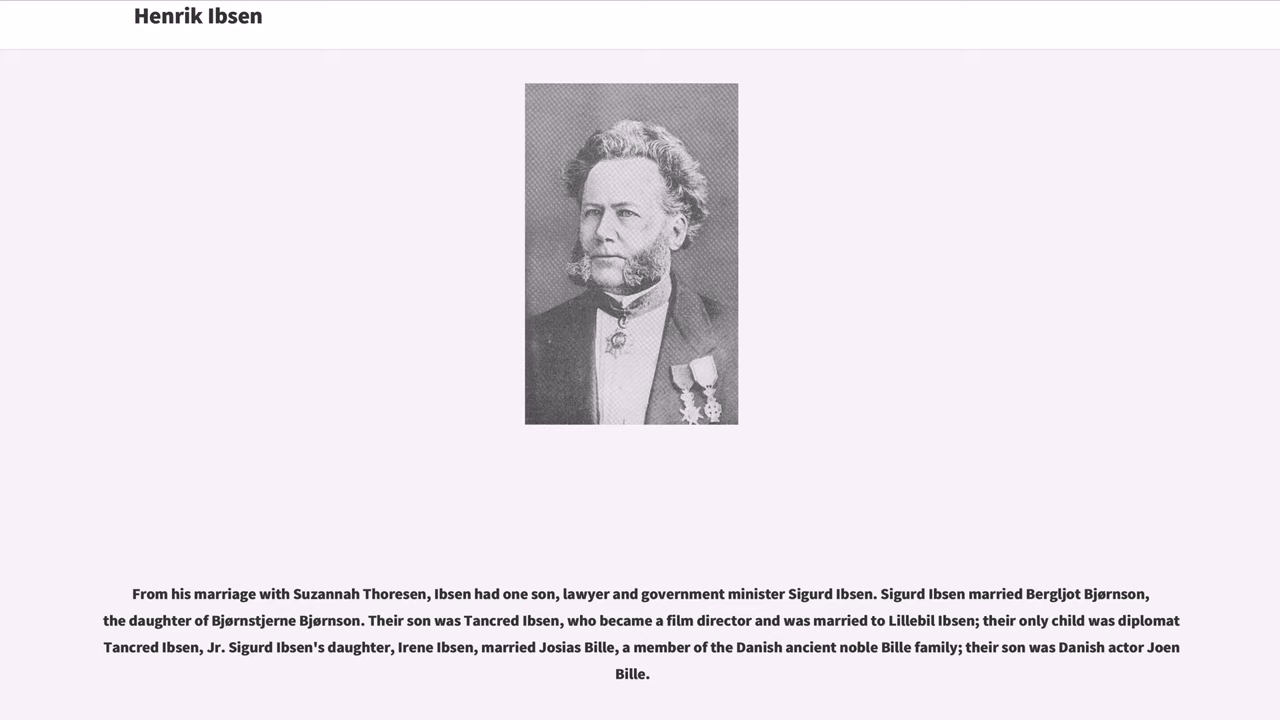 Henrik Ibsen
From his marriage with Suzannah Thoresen, Ibsen had one son, lawyer and government minister Sigurd Ibsen. Sigurd Ibsen married Bergljot Bjørnson,
the daughter of Bjørnstjerne Bjørnson. Their son was Tancred Ibsen, who became a film director and was married to Lillebil Ibsen; their only child was diplomat
Tancred Ibsen, Jr. Sigurd Ibsen's daughter, Irene Ibsen, married Josias Bille, a member of the Danish ancient noble Bille family; their son was Danish actor Joen
Bille.